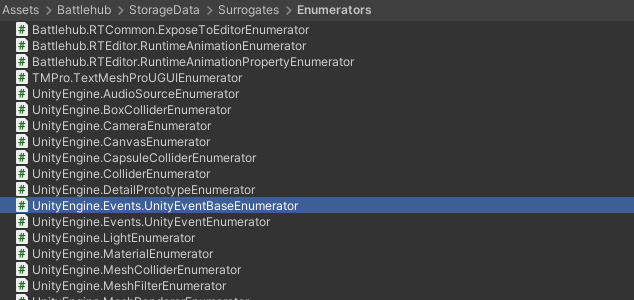 Assets > Battlehub > StorageData > Surrogates > Enumerators
# Battlehub.RTCommon.ExposeToEditorEnumerator
# Battlehub.RTEditor.RuntimeAnimationEnumerator
# Battlehub.RTEditor.RuntimeAnimationPropertyEnumerator
# TMPro.TextMeshProUGUIEnumerator
# UnityEngine.AudioSourceEnumerator
# UnityEngine.BoxColliderEnumerator
# UnityEngine.CameraEnumerator
# UnityEngine.CanvasEnumerator
# UnityEngine.CapsuleColliderEnumerator
# UnityEngine.ColliderEnumerator
# UnityEngine.DetailPrototypeEnumerator
# UnityEngine.Events.UnityEventBaseEnumerator
# UnityEngine.Events.UnityEventEnumerator
# UnityEngine.LightEnumerator
# UnityEngine.MaterialEnumerator
# UnityEngine.MeshColliderEnumerator
# UnityEngine.MeshFilterEnumerator
# UnityEngine.MeshRendererEnumerator